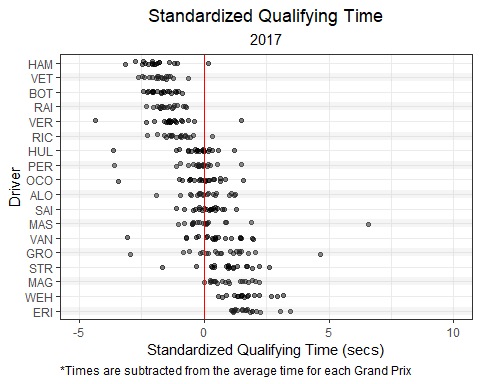 Standardized Qualifying Time
2017
HAM
VET
BOT
RAI
VER
RIC
HUL
PER
OCO
ALO
SAI
MAS
VAN
GRO
STR
MAG
WEH
ERI
Driver
-5 0 5 10
Standardized Qualifying Time (secs)
*Times are subtracted from the average time for each Grand Prix